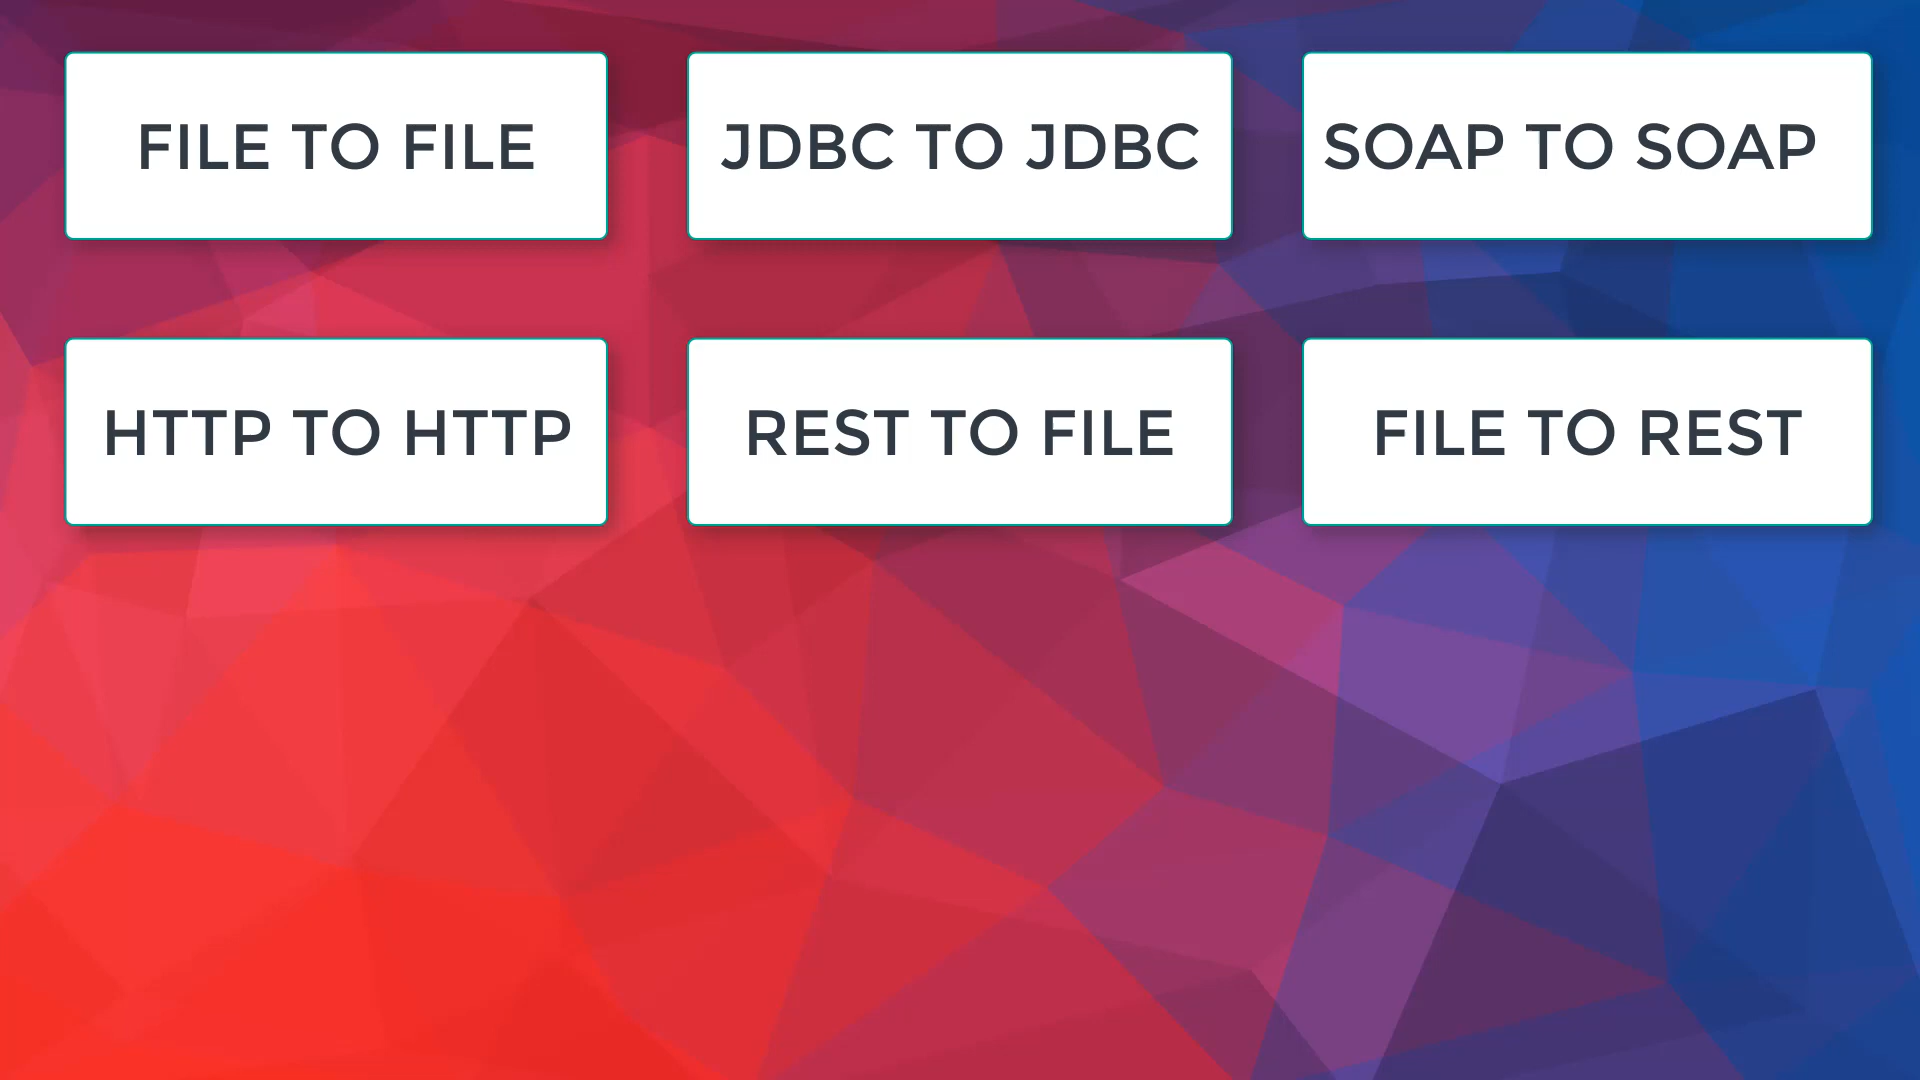 FILE TO FILE
JDBC TO JDBC
SOAP TO SOAP
HTTP TO HTTP
REST TO FILE
FILE TO REST